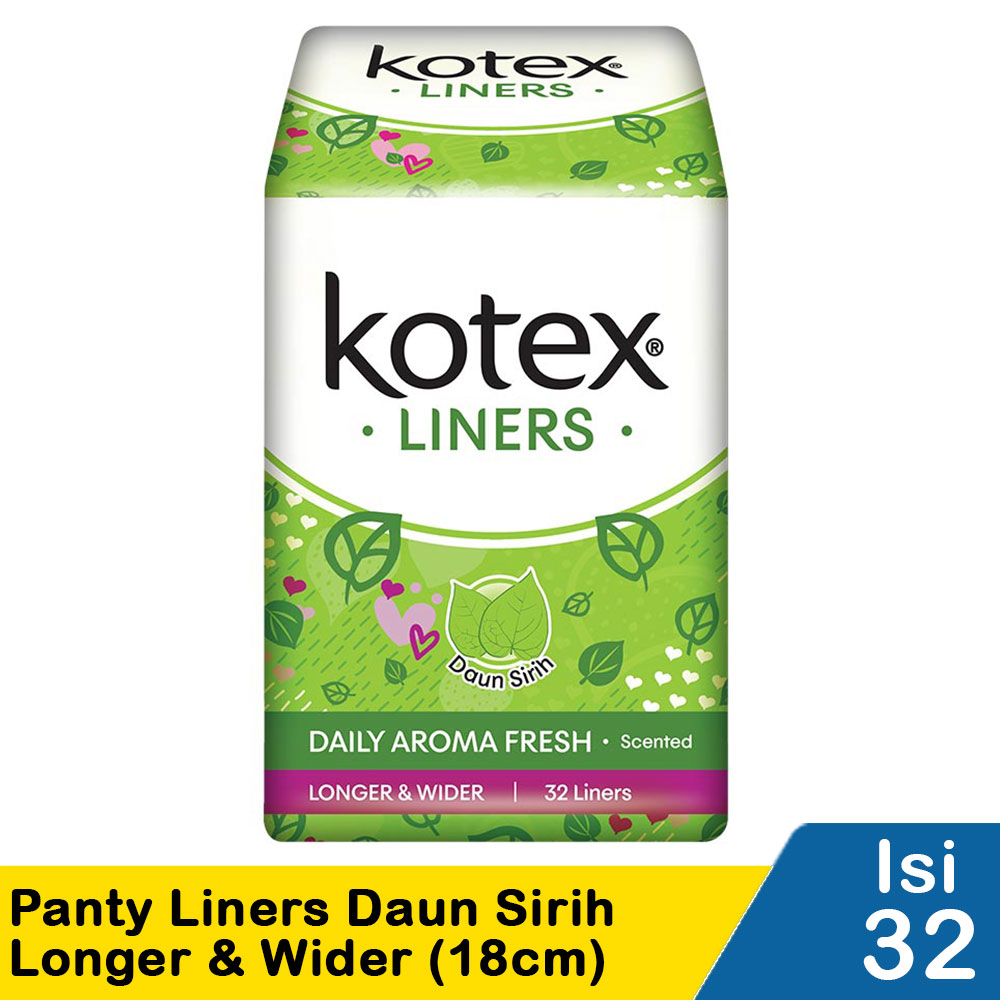 kotex®
· LINERS ·
kotex®
· LINERS ·
Daun Sirih
DAILY AROMA FRESH · Scented
LONGER & WIDER | 32 Liners
Panty Liners Daun Sirih
Longer & Wider (18cm)
Isi
32